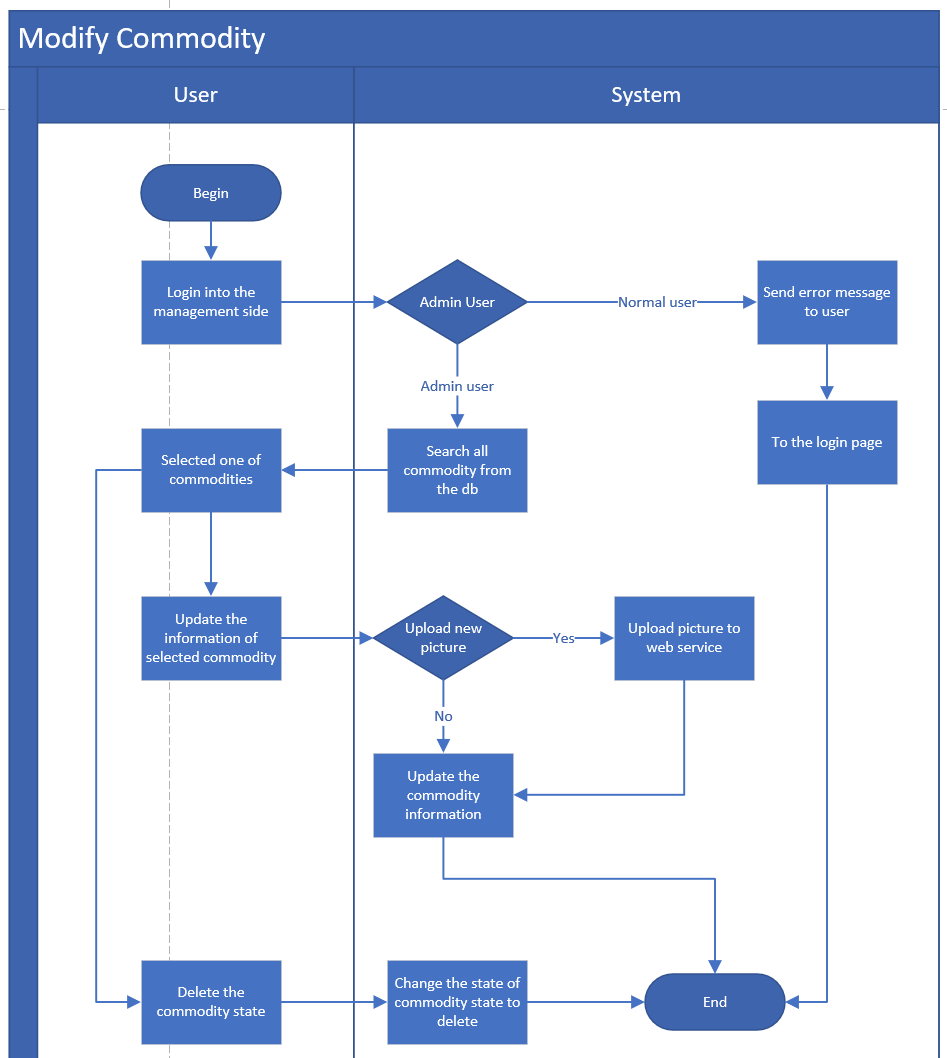 Modify Commodity
User
System
Begin
Login into the
management side
Admin User
Normal user
Send error message
to user
Admin user
To the login page
Selected one of
commodities
Search all
commodity from
the db
Update the
information of
selected commodity
Upload new
picture
Yes
Upload picture to
web service
No
Update the
commodity
information
Delete the
commodity state
Change the state of
commodity state to
delete
End